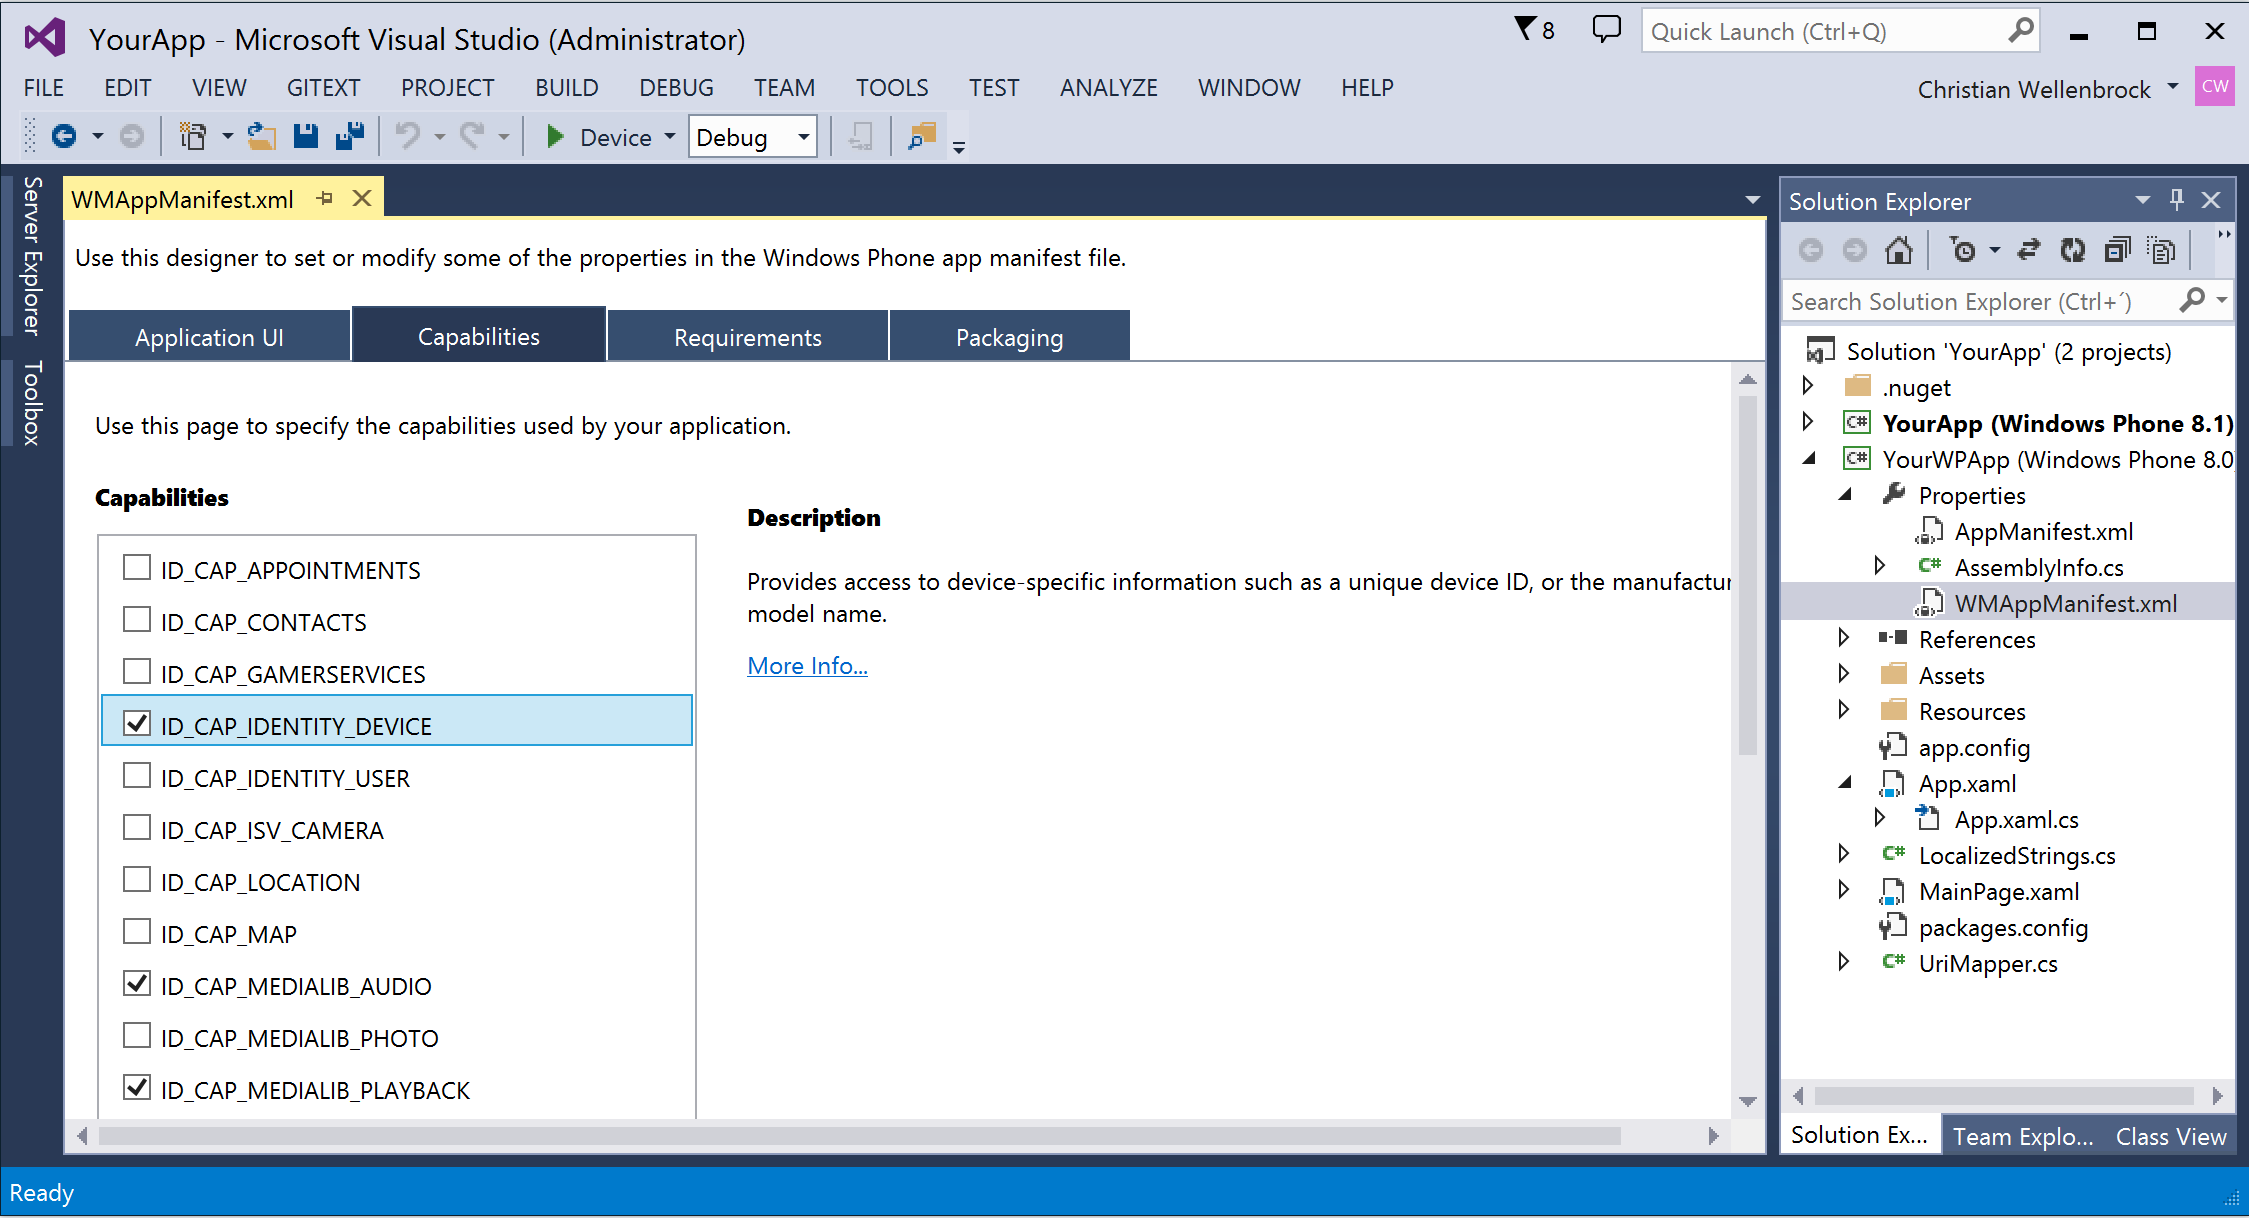 YourApp - Microsoft Visual Studio (Administrator)
8
Quick Launch (Ctrl+Q)
FILE EDIT VIEW GITEXT PROJECT BUILD DEBUG TEAM TOOLS TEST ANALYZE WINDOW HELP
Christian Wellenbrock
CW
Device
Debug
Server Explorer
Toolbox
WMAppManifest.xml
Use this designer to set or modify some of the properties in the Windows Phone app manifest file.
Application UI
Capabilities
Requirements
Packaging
Use this page to specify the capabilities used by your application.
Capabilities
ID_CAP_APPOINTMENTS
ID_CAP_CONTACTS
ID_CAP_GAMERSERVICES
ID_CAP_IDENTITY_DEVICE
ID_CAP_IDENTITY_USER
ID_CAP_ISV_CAMERA
ID_CAP_LOCATION
ID_CAP_MAP
ID_CAP_MEDIALIB_AUDIO
ID_CAP_MEDIALIB_PHOTO
ID_CAP_MEDIALIB_PLAYBACK
Description
Provides access to device-specific information such as a unique device ID, or the manufactur
model name.
More Info...
Solution Explorer
Search Solution Explorer (Ctrl+´)
Solution 'YourApp' (2 projects)
.nuget
C# YourApp (Windows Phone 8.1)
C# YourWPApp (Windows Phone 8.0
Properties
AppManifest.xml
C# AssemblyInfo.cs
WMAppManifest.xml
References
Assets
Resources
app.config
App.xaml
App.xaml.cs
C# LocalizedStrings.cs
MainPage.xaml
packages.config
C# UriMapper.cs
Solution Ex...
Team Explo...
Class View
Ready